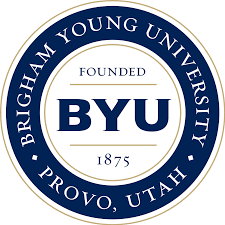 BRIGHAM YOUNG UNIVERSITY
FOUNDED
BYU
1875
PROVO, UTAH